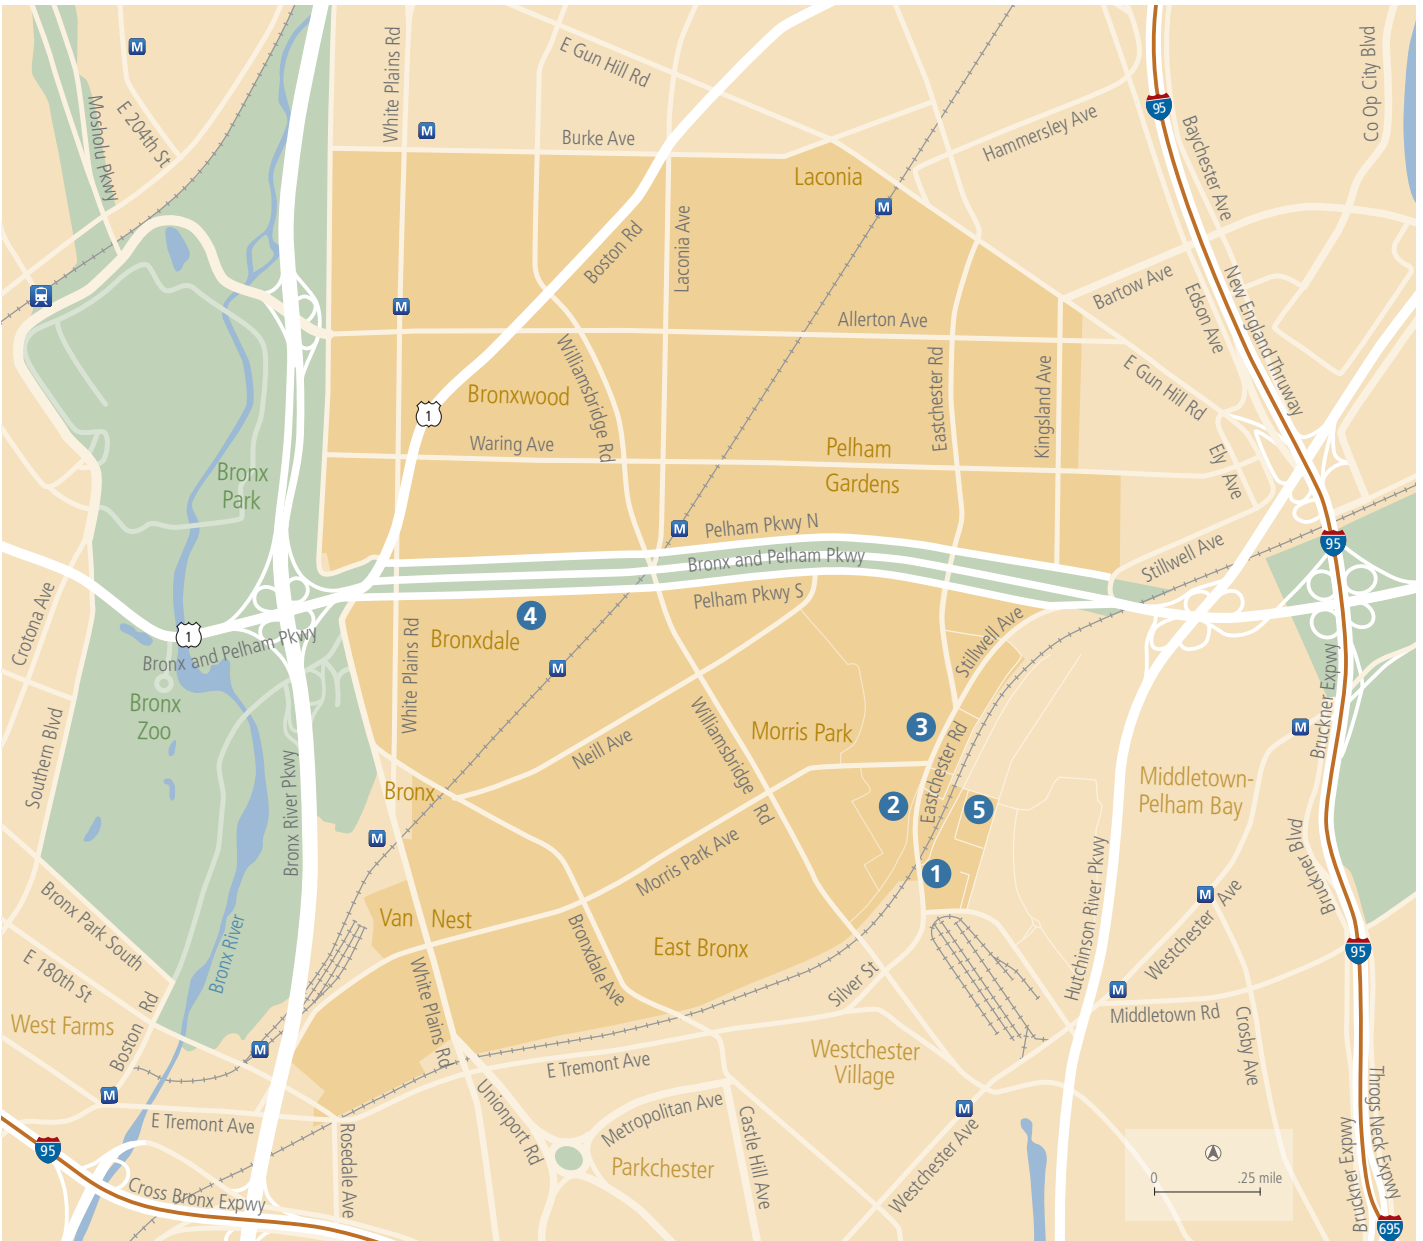 M
E Gun Hill Rd
White Plains Rd
Co Op City Blvd
Mosholu Pkwy
E 204th St
M
Burke Ave
Hammersley Ave
95
Baychester Ave
Laconia
M
Laconia Ave
Boston Rd
Bartow Ave
New England Thruway
Edson Ave
M
Allerton Ave
Williamsbridge Rd
Eastchester Rd
Kingsland Ave
E Gun Hill Rd
Bronxwood
1
Waring Ave
Pelham
Gardens
Ely Ave
Bronx
Park
M
Pelham Pkwy N
Bronx and Pelham Pkwy
Pelham Pkwy S
Stillwell Ave
95
Crotona Ave
1
Bronx and Pelham Pkwy
4
Bronxdale
White Plains Rd
M
Stillwell Ave
Bronx
Zoo
Southern Blvd
Bronx River Pkwy
Neill Ave
Williamsbridge Rd
Morris Park
3
Eastchester Rd
M
Bruckner Expwy
Middletown-
Pelham Bay
Bronx
2
5
M
Morris Park Ave
1
Hutchinson River Pkwy
Bruckner Blvd
M
Westchester Ave
Bronx Park South
E 180th St
Bronx River
Van Nest
White Plains Rd
Bronxdale Ave
East Bronx
Silver St
95
M
Middletown Rd
Crosby Ave
West Farms
Boston Rd
M
M
E Tremont Ave
E Tremont Ave
Westchester
Village
Unionport Rd
Metropolitan Ave
Castle Hill Ave
M
Westchester Ave
Throgs Neck Expwy
Bruckner Expwy
95
Cross Bronx Expwy
Rosedale Ave
Parkchester
0
.25 mile
695